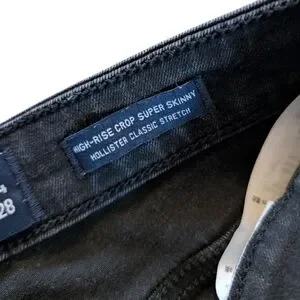 HIGH-RISE CROP SUPER SKINNY
HOLLISTER CLASSIC STRETCH
28